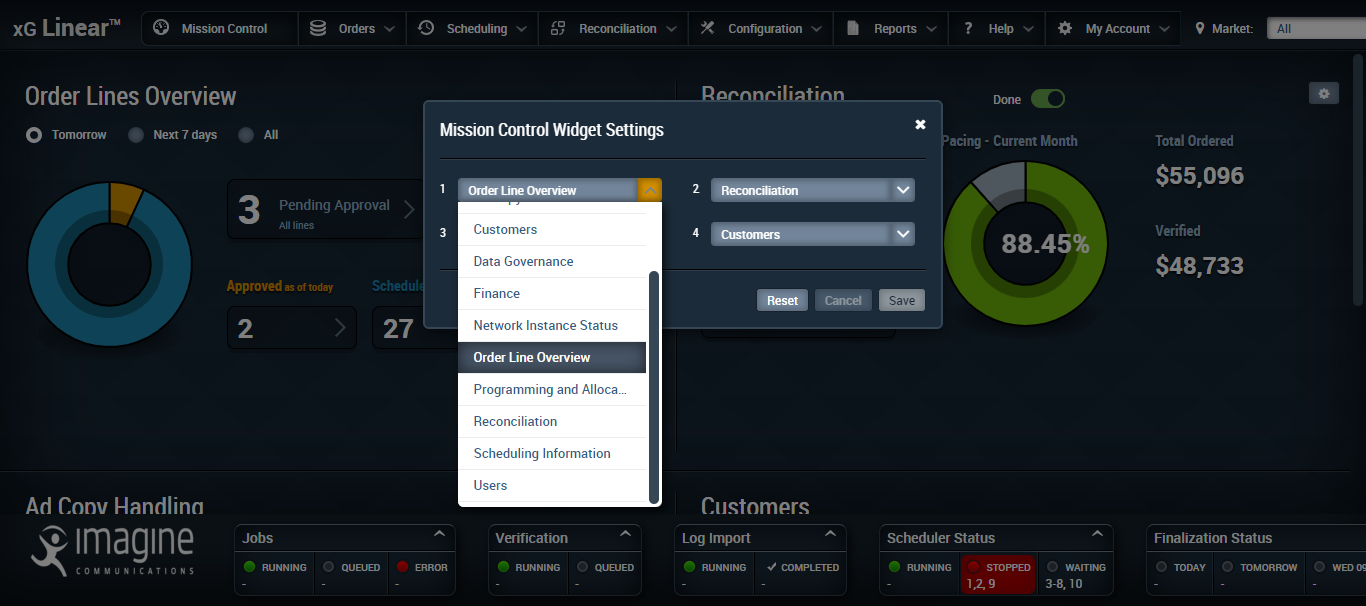 xG Linear™
Mission Control
Orders
Scheduling
Reconciliation
Configuration
Reports
? Help
My Account
Market:
All
Order Lines Overview
Tomorrow
Next 7 days
All
3
Pending Approval
All lines
Approved as of today
2
27
Reconciliation
Done
Pacing - Current Month
88.45%
Total Ordered
$55,096
Verified
$48,733
Mission Control Widget Settings
1
Order Line Overview
2
Reconciliation
3
4
Customers
Customers
Data Governance
Finance
Network Instance Status
Order Line Overview
Programming and Alloca...
Reconciliation
Scheduling Information
Users
Reset
Cancel
Save
Ad Copy Handling
Customers
imagine
COMMUNICATIONS
Jobs
RUNNING
-
QUEUED
-
ERROR
-
Verification
RUNNING
-
QUEUED
-
Log Import
RUNNING
-
COMPLETED
-
Scheduler Status
RUNNING
-
STOPPED
1,2, 9
WAITING
3-8, 10
Finalization Status
TODAY
-
TOMORROW
-
WED 09
-